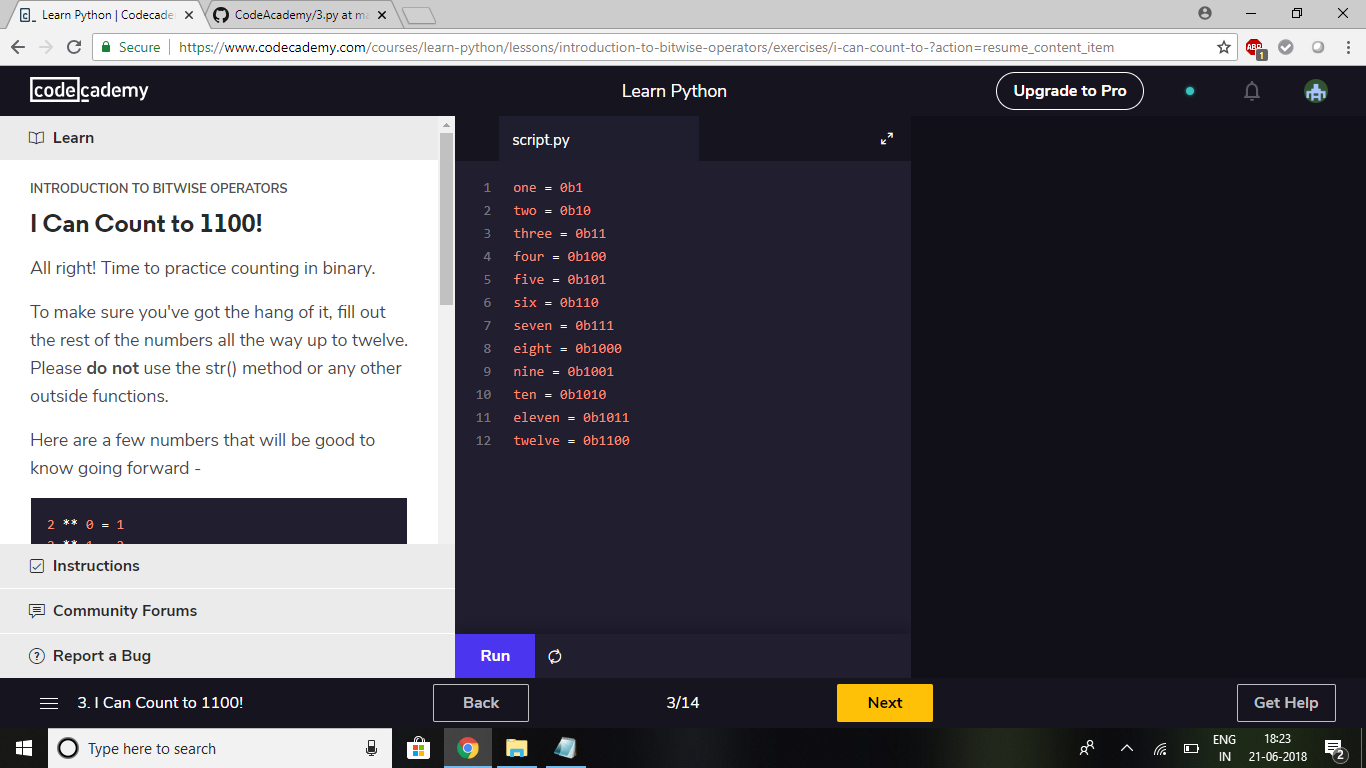 Learn Python | Codecade
CodeAcademy/3.py at ma
Secure
https://www.codecademy.com/courses/learn-python/lessons/introduction-to-bitwise-operators/exercises/i-can-count-to-?action=resume_content_item
ABP
1
codecademy
Learn Python
Upgrade to Pro
Learn
script.py
INTRODUCTION TO BITWISE OPERATORS
I Can Count to 1100!
All right! Time to practice counting in binary.
To make sure you've got the hang of it, fill out
the rest of the numbers all the way up to twelve.
Please do not use the str() method or any other
outside functions.
Here are a few numbers that will be good to
know going forward -
2 ** 0 = 1
1 one = 0b1
2 two = 0b10
3 three = 0b11
4 four = 0b100
5 five = 0b101
6 six = 0b110
7 seven = 0b111
8 eight = 0b1000
9 nine = 0b1001
10 ten = 0b1010
11 eleven = 0b1011
12 twelve = 0b1100
Instructions
Community Forums
Report a Bug
Run
3. I Can Count to 1100!
Back
3/14
Next
Get Help
Type here to search
ENG
IN
18:23
21-06-2018
2